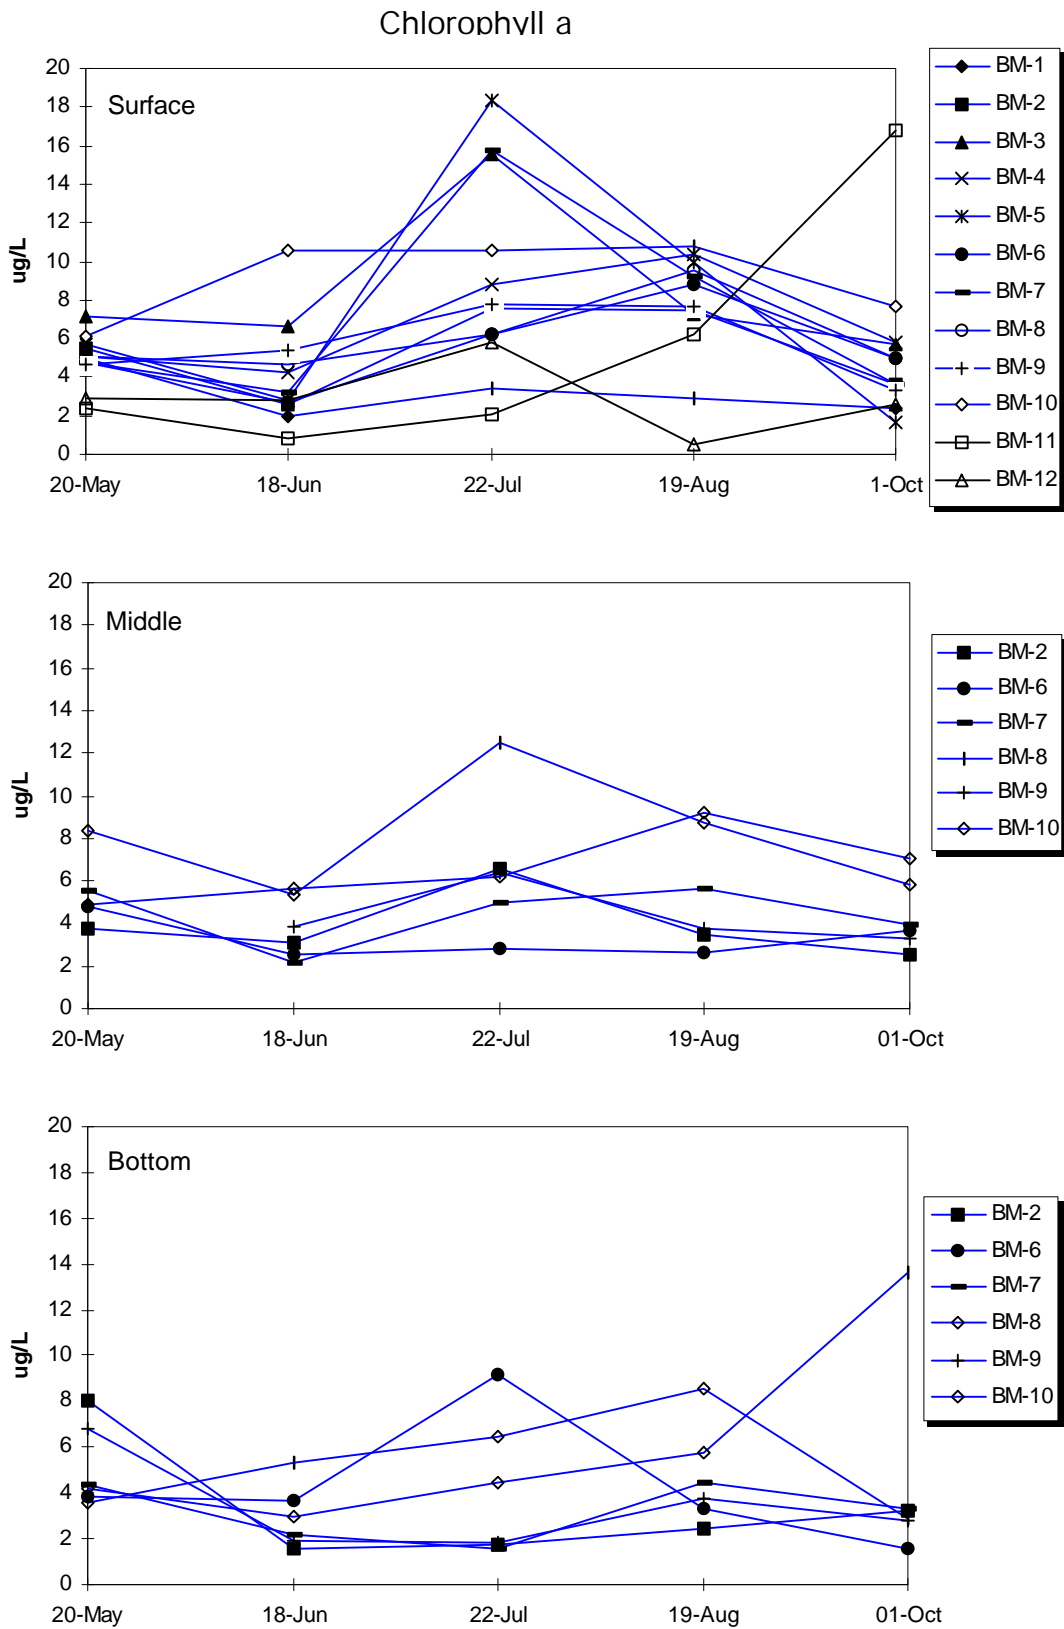 Chlorophyll a
Surface
ug/L
20
18
16
14
12
10
8
6
4
2
0
20-May 18-Jun 22-Jul 19-Aug 1-Oct
BM-1
BM-2
BM-3
BM-4
BM-5
BM-6
BM-7
BM-8
BM-9
BM-10
BM-11
BM-12
Middle
ug/L
20
18
16
14
12
10
8
6
4
2
0
20-May 18-Jun 22-Jul 19-Aug 01-Oct
BM-2
BM-6
BM-7
BM-8
BM-9
BM-10
Bottom
ug/L
20
18
16
14
12
10
8
6
4
2
0
20-May 18-Jun 22-Jul 19-Aug 01-Oct
BM-2
BM-6
BM-7
BM-8
BM-9
BM-10